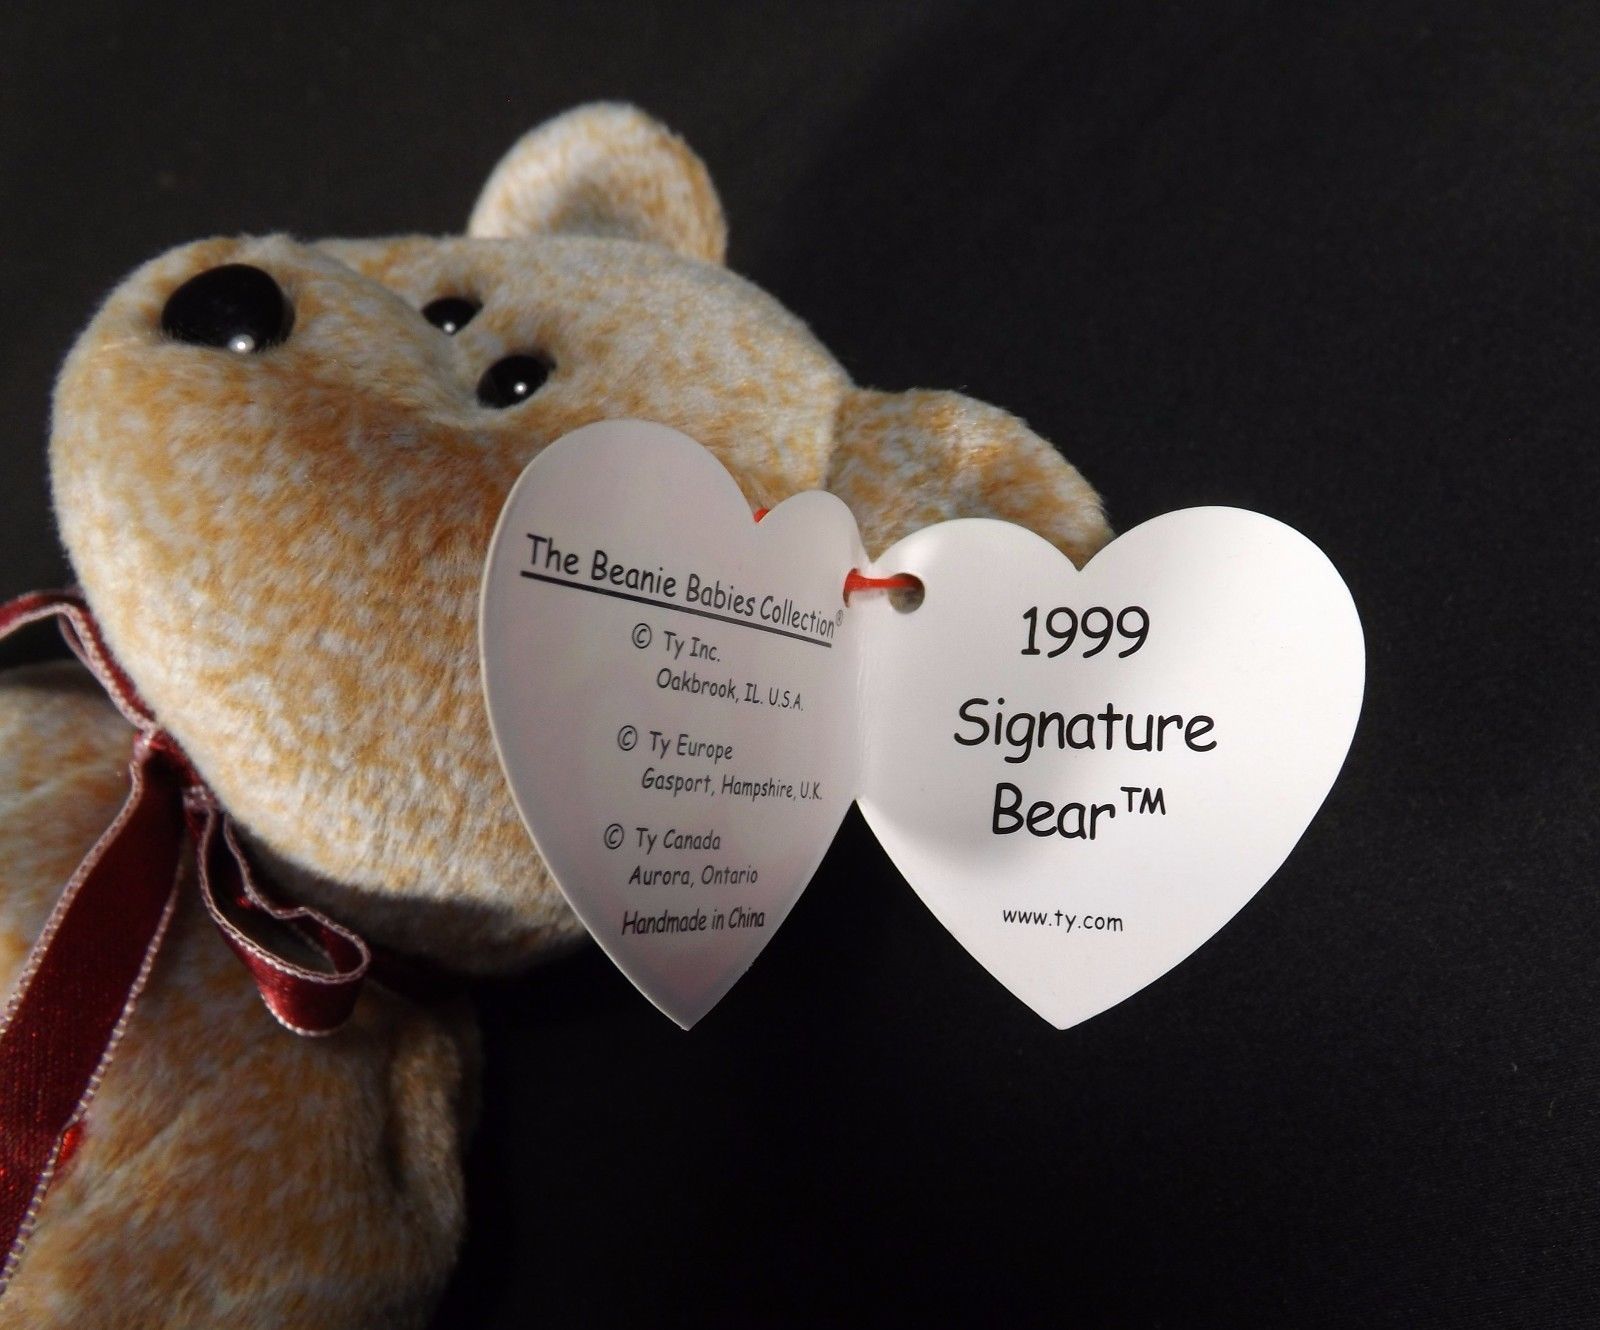 The Beanie Babies Collection®
© Ty Inc.
Oakbrook, IL. U.S.A.
© Ty Europe
Gasport, Hampshire, U.K.
© Ty Canada
Aurora, Ontario
Handmade in China
1999
Signature
Bear™
www.ty.com